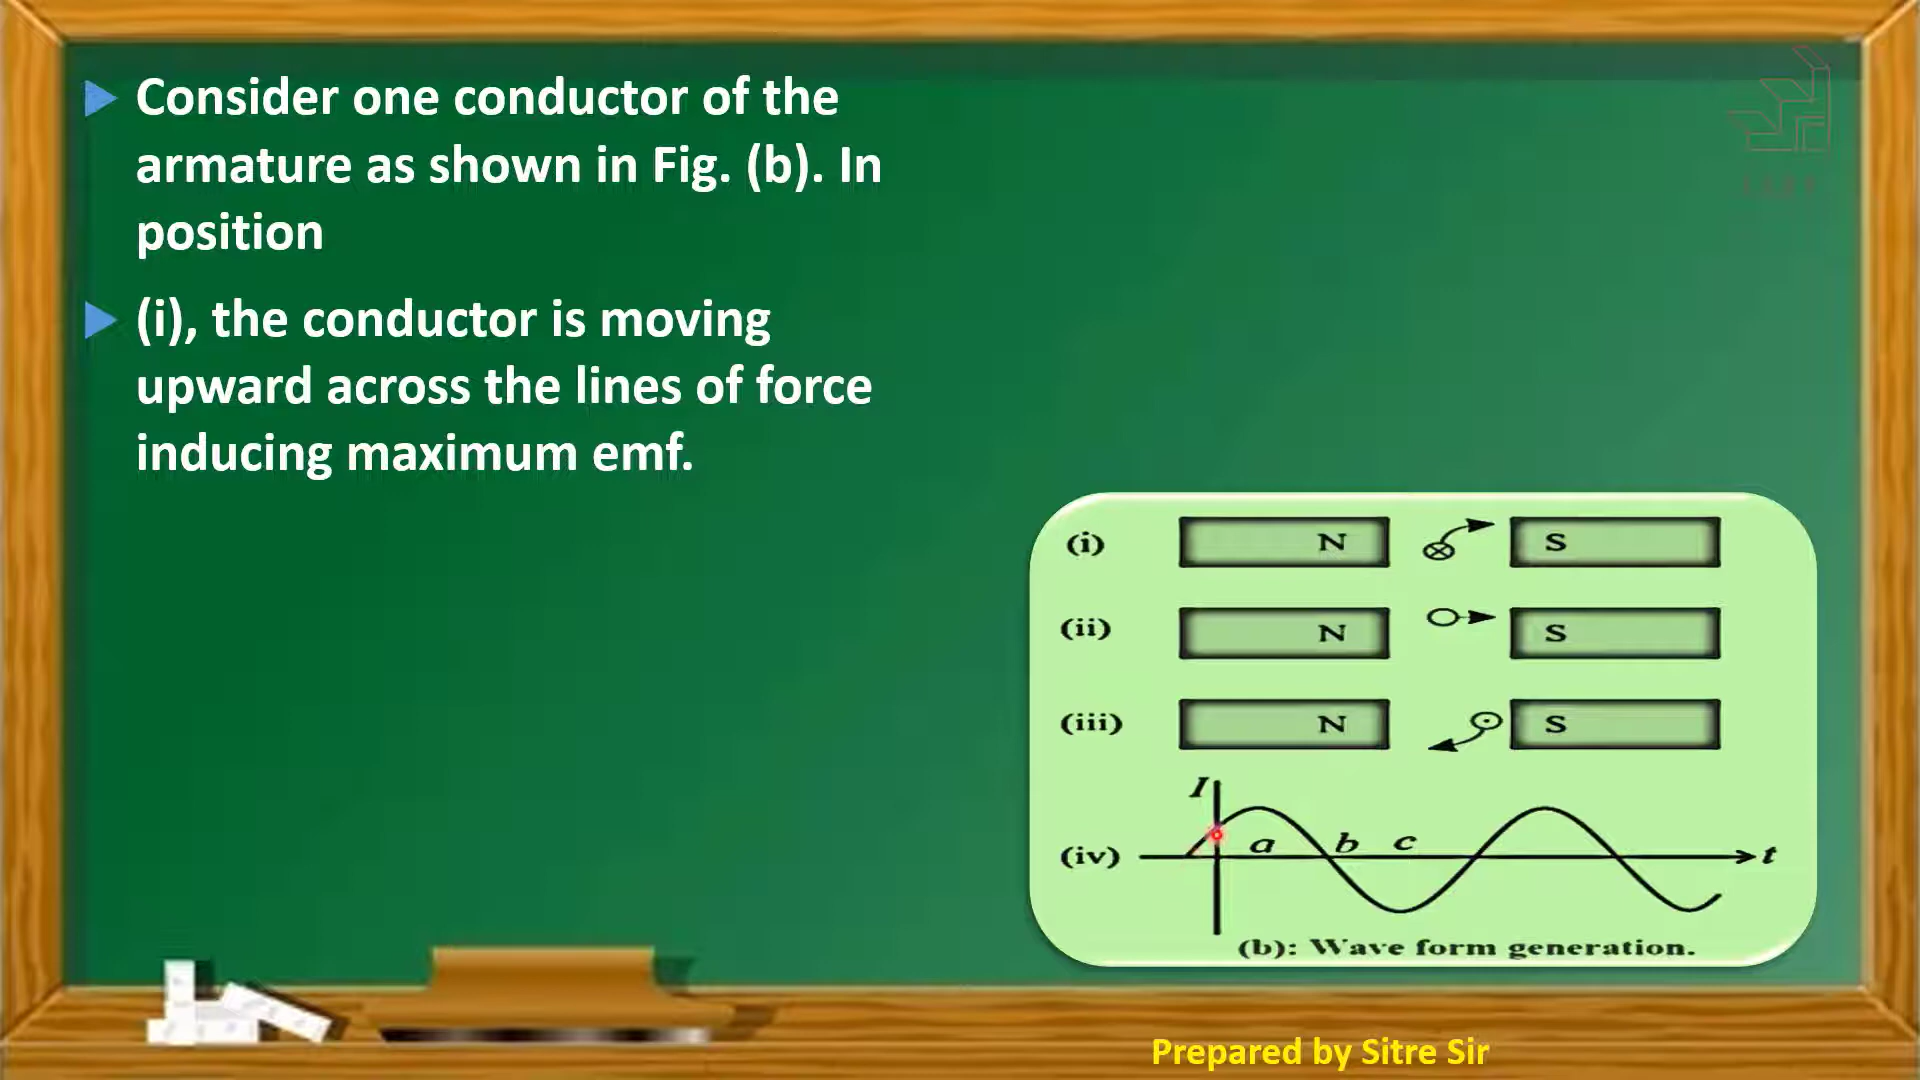 Consider one conductor of the
armature as shown in Fig. (b). In
position
(i), the conductor is moving
upward across the lines of force
inducing maximum emf.
(i) N S
(ii) N S
(iii) N S
I
(iv) a b c t
(b): Wave form generation.
Prepared by Sitre Sir